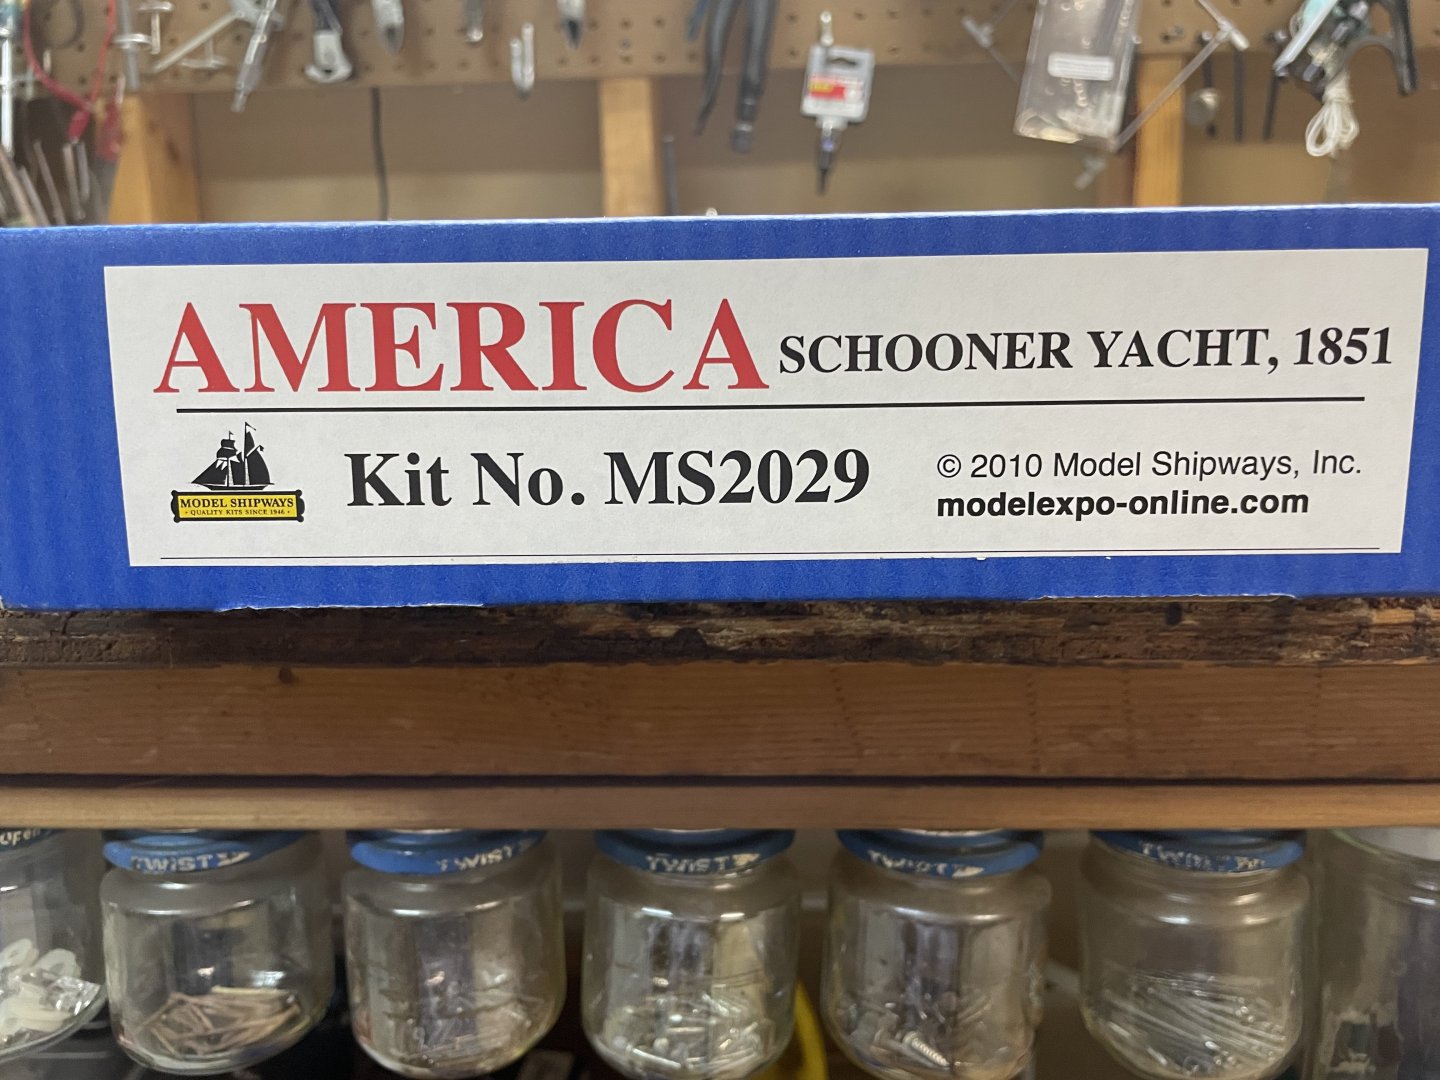 AMERICA SCHOONER YACHT, 1851
MODEL SHIPWAYS
· QUALITY KITS SINCE 1946 ·
Kit No. MS2029
© 2010 Model Shipways, Inc.
modelexpo-online.com
TWIST
TWIST
TWIST
TWIST
TWIST